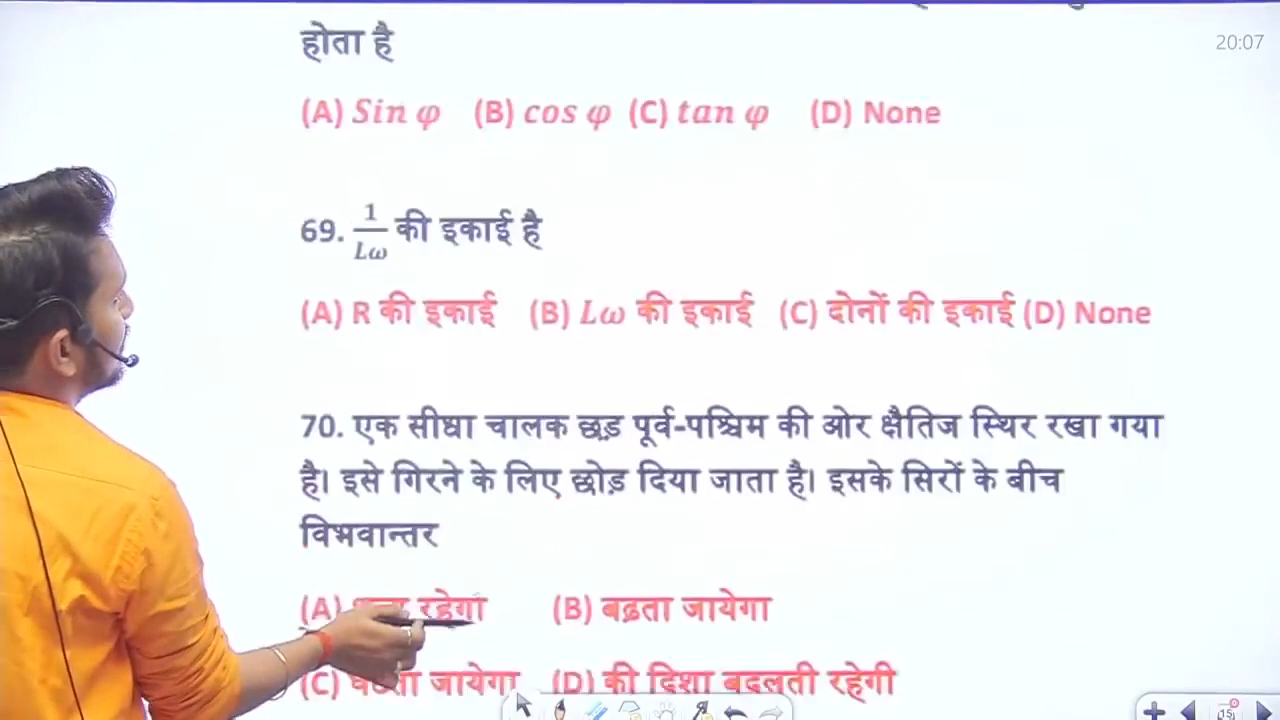 20:07
होता है
(A) Sin φ (B) cos φ (C) tan φ (D) None
69. 1/Lω की इकाई है
(A) R की इकाई (B) Lω की इकाई (C) दोनों की इकाई (D) None
70. एक सीधा चालक छड़ पूर्व-पश्चिम की ओर क्षैतिज स्थिर रखा गया
है। इसे गिरने के लिए छोड़ दिया जाता है। इसके सिरों के बीच
विभवान्तर
(A) रहेगा (B) बढ़ता जायेगा
(C) जायेगा (D) की दिशा बदलती रहेगी
15